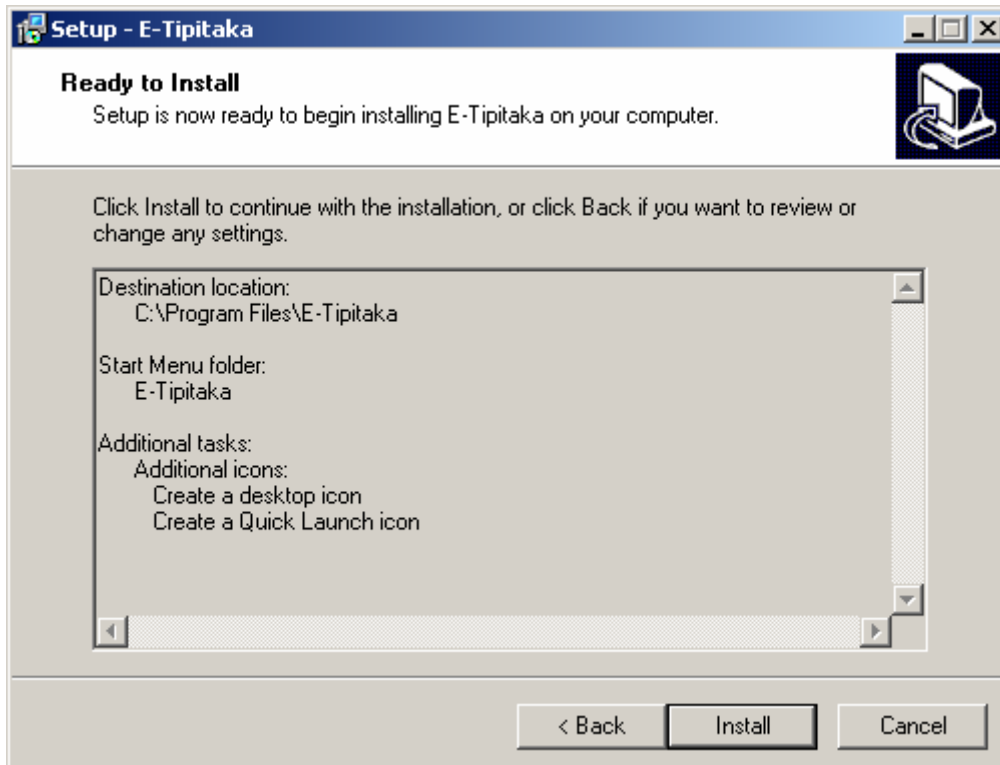 Setup - E-Tipitaka
Ready to Install
Setup is now ready to begin installing E-Tipitaka on your computer.
Click Install to continue with the installation, or click Back if you want to review or
change any settings.
Destination location:
C:\Program Files\E-Tipitaka
Start Menu folder:
E-Tipitaka
Additional tasks:
Additional icons:
Create a desktop icon
Create a Quick Launch icon
< Back
Install
Cancel